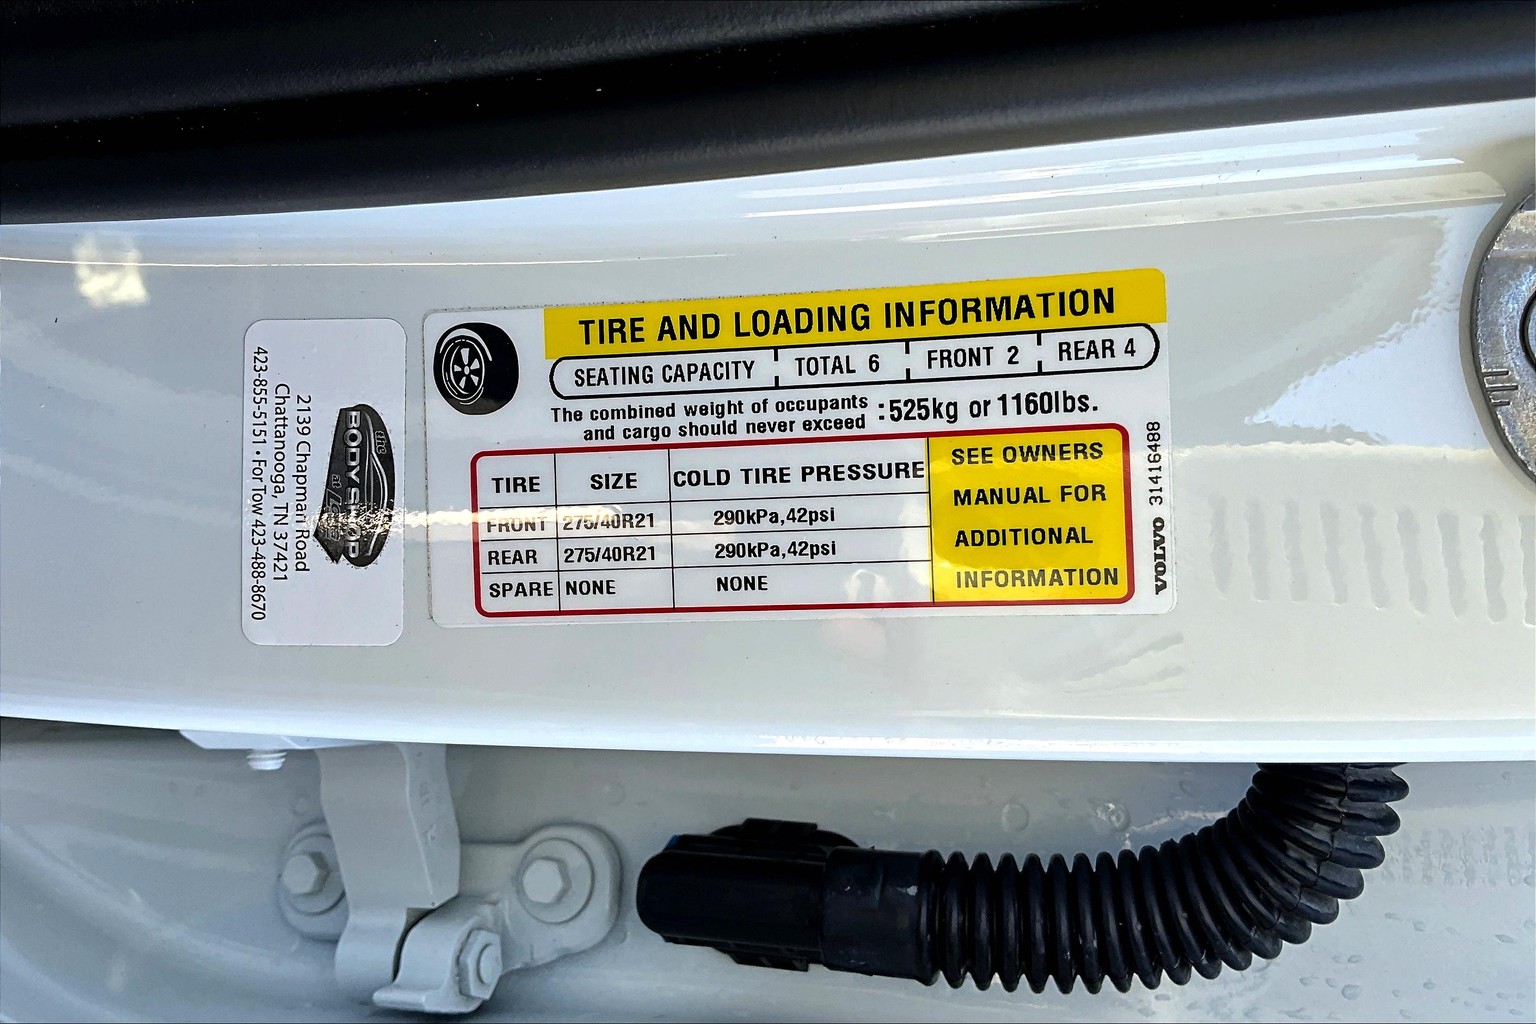 TIRE AND LOADING INFORMATION
SEATING CAPACITY TOTAL 6 FRONT 2 REAR 4
The combined weight of occupants
and cargo should never exceed :525kg or 1160lbs.
TIRE SIZE COLD TIRE PRESSURE
FRONT 275/40R21 290kPa,42psi
REAR 275/40R21 290kPa,42psi
SPARE NONE NONE
SEE OWNERS
MANUAL FOR
ADDITIONAL
INFORMATION
VOLVO 31416488
the
BODY SHOP
at
2139 Chapman Road
Chattanooga, TN 37421
423-855-5151 • For Tow 423-488-8670